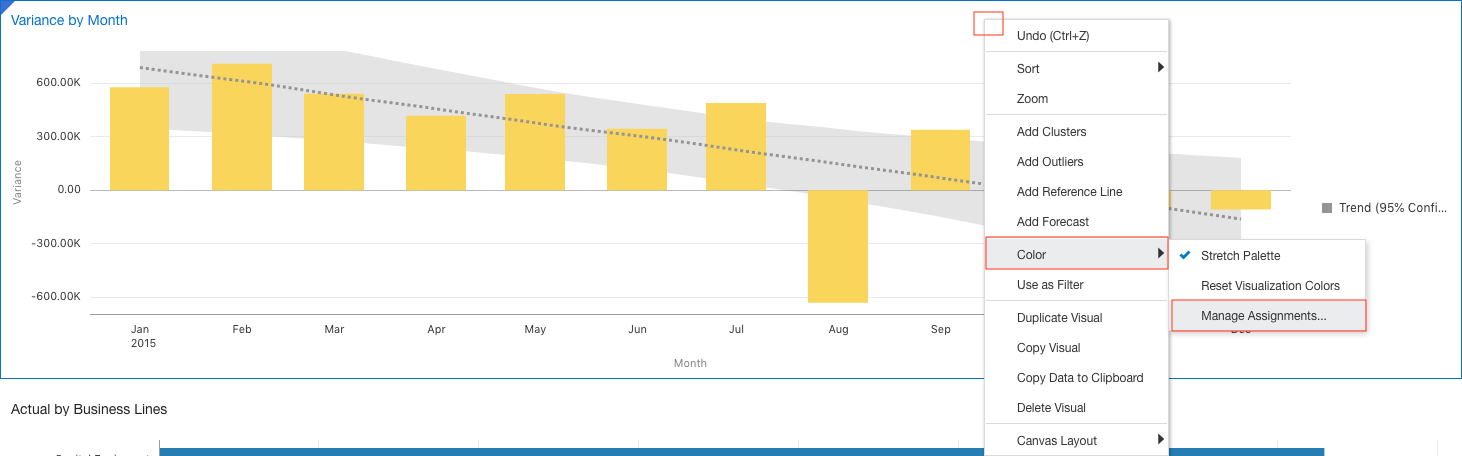 Variance by Month
600.00K
300.00K
0.00
-300.00K
-600.00K
Variance
Jan
2015
Feb
Mar
Apr
May
Jun
Jul
Aug
Sep
Month
Trend (95% Confi...
Undo (Ctrl+Z)
Sort
Zoom
Add Clusters
Add Outliers
Add Reference Line
Add Forecast
Color
Use as Filter
Duplicate Visual
Copy Visual
Copy Data to Clipboard
Delete Visual
Canvas Layout
Stretch Palette
Reset Visualization Colors
Manage Assignments...
Actual by Business Lines